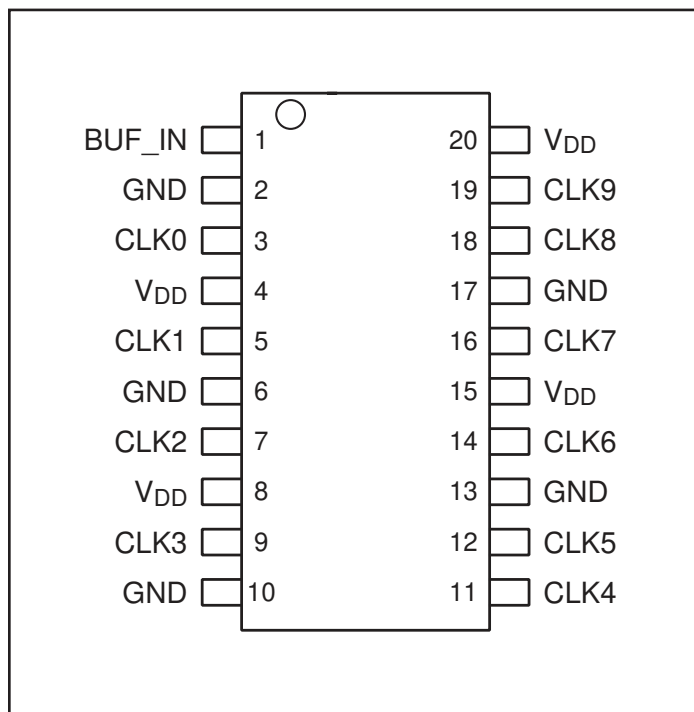 BUF_IN 1 20 VDD
GND 2 19 CLK9
CLK0 3 18 CLK8
VDD 4 17 GND
CLK1 5 16 CLK7
GND 6 15 VDD
CLK2 7 14 CLK6
VDD 8 13 GND
CLK3 9 12 CLK5
GND 10 11 CLK4